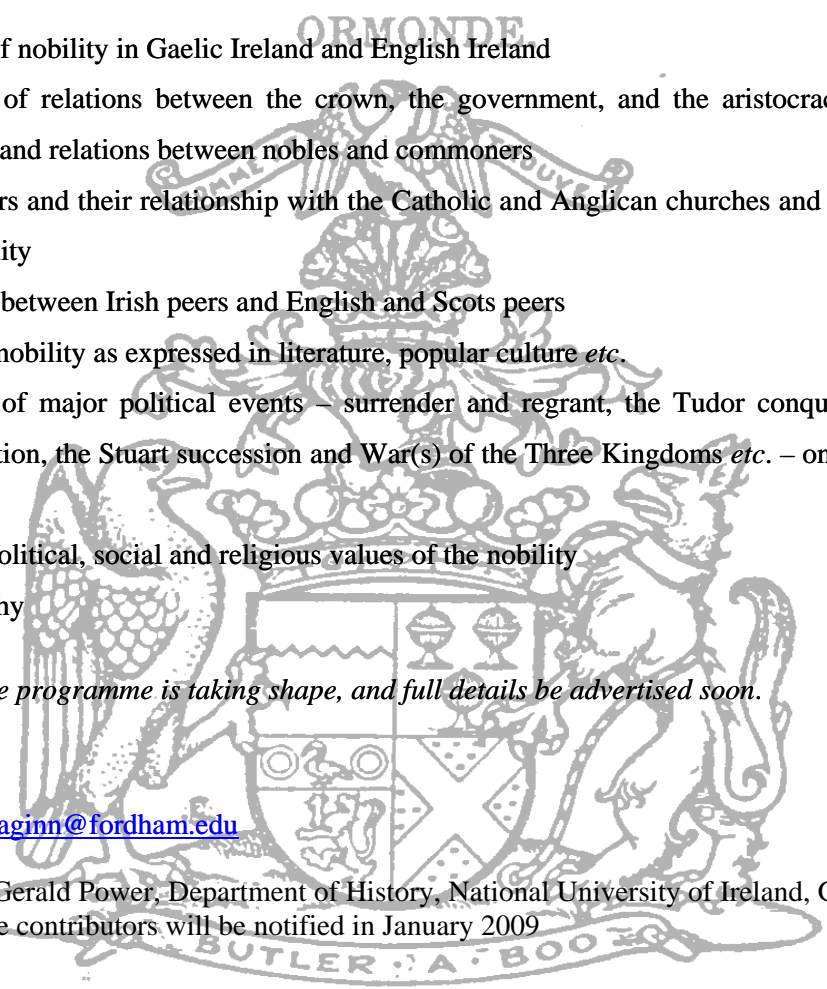 ORMONDE.
f nobility in Gaelic Ireland and English Ireland
of relations between the crown, the government, and the aristocrac
and relations between nobles and commoners
rs and their relationship with the Catholic and Anglican churches and
ity
between Irish peers and English and Scots peers
nobility as expressed in literature, popular culture etc.
of major political events – surrender and regrant, the Tudor conqu
tion, the Stuart succession and War(s) of the Three Kingdoms etc. – on
olitical, social and religious values of the nobility
ny
e programme is taking shape, and full details be advertised soon.
aginn@fordham.edu
Gerald Power, Department of History, National University of Ireland, G
e contributors will be notified in January 2009
BUTLER A BOO